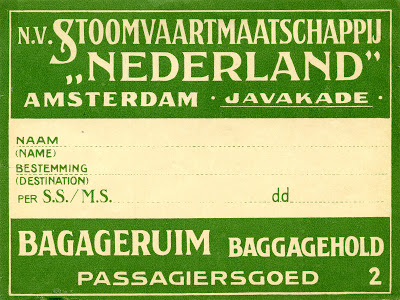 N.V. STOOMVAARTMAATSCHAPPIJ
„NEDERLAND"
AMSTERDAM · JAVAKADE ·
NAAM
(NAME)
BESTEMMING
(DESTINATION)
PER S.S./M.S. dd
BAGAGERUIM BAGGAGEHOLD
PASSAGIERSGOED 2